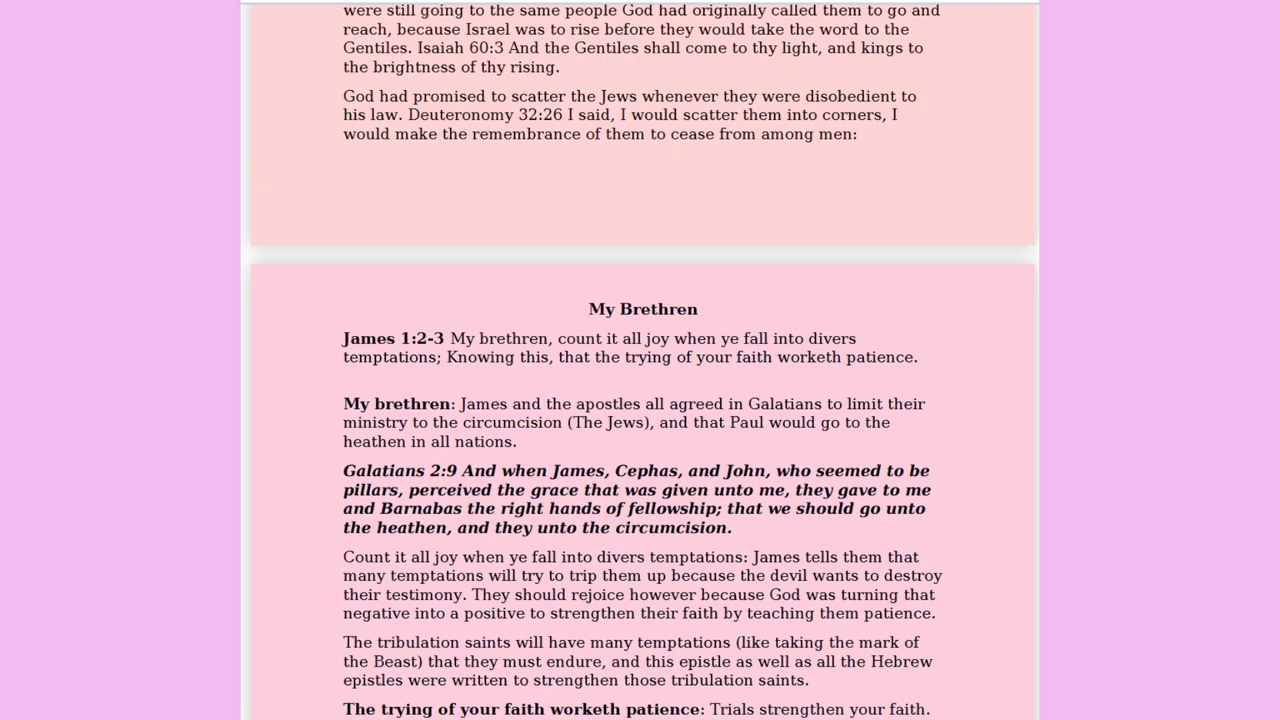 were still going to the same people God had originally called them to go and
reach, because Israel was to rise before they would take the word to the
Gentiles. Isaiah 60:3 And the Gentiles shall come to thy light, and kings to
the brightness of thy rising.
God had promised to scatter the Jews whenever they were disobedient to
his law. Deuteronomy 32:26 I said, I would scatter them into corners, I
would make the remembrance of them to cease from among men:
My Brethren
James 1:2-3 My brethren, count it all joy when ye fall into divers
temptations; Knowing this, that the trying of your faith worketh patience.
My brethren: James and the apostles all agreed in Galatians to limit their
ministry to the circumcision (The Jews), and that Paul would go to the
heathen in all nations.
Galatians 2:9 And when James, Cephas, and John, who seemed to be
pillars, perceived the grace that was given unto me, they gave to me
and Barnabas the right hands of fellowship; that we should go unto
the heathen, and they unto the circumcision.
Count it all joy when ye fall into divers temptations: James tells them that
many temptations will try to trip them up because the devil wants to destroy
their testimony. They should rejoice however because God was turning that
negative into a positive to strengthen their faith by teaching them patience.
The tribulation saints will have many temptations (like taking the mark of
the Beast) that they must endure, and this epistle as well as all the Hebrew
epistles were written to strengthen those tribulation saints.
The trying of your faith worketh patience: Trials strengthen your faith.